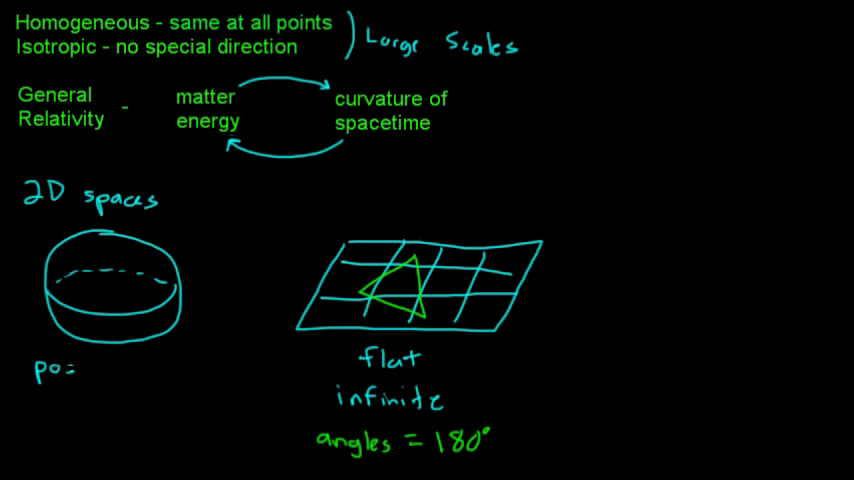 Homogeneous - same at all points
Isotropic - no special direction
Large Scales
General Relativity -
matter energy
curvature of spacetime
2D spaces
pos
flat
infinite
angles = 180°